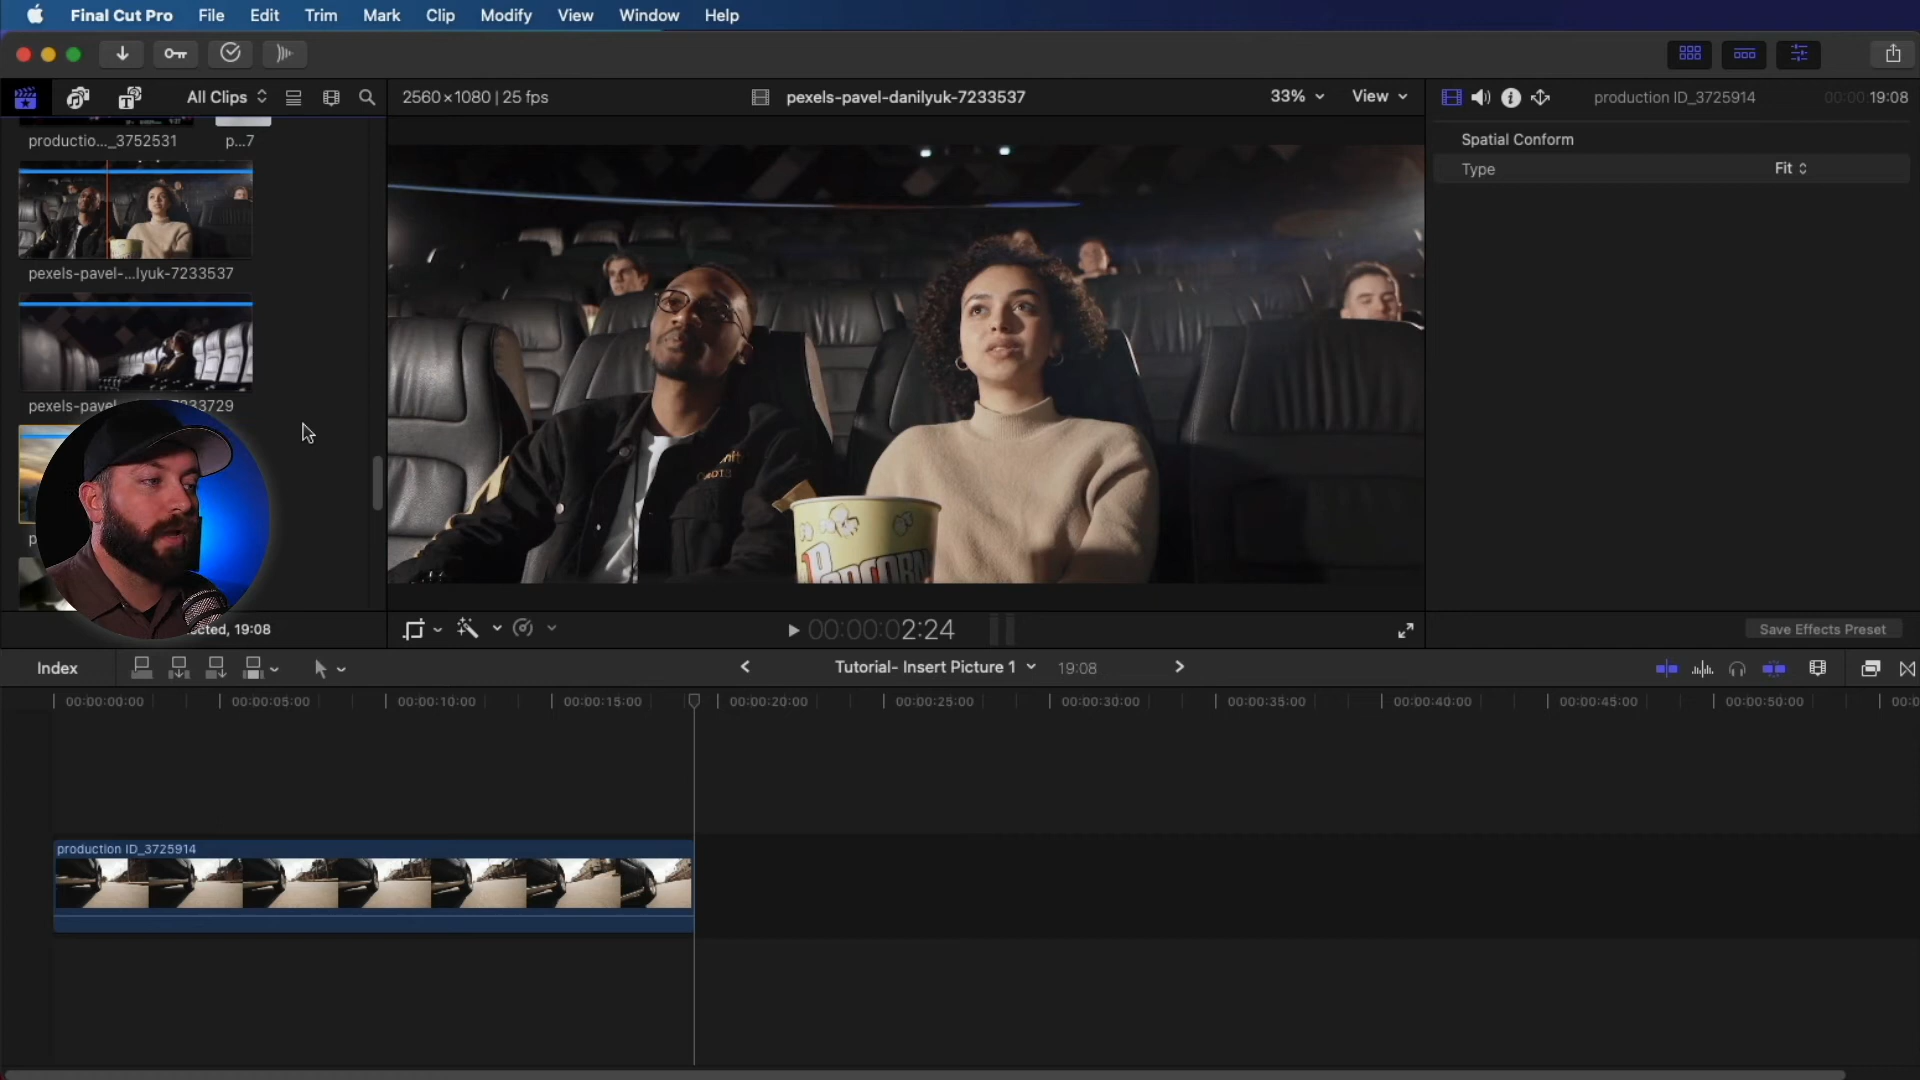 Final Cut Pro File Edit Trim Mark Clip Modify View Window Help
All Clips
2560×1080 | 25 fps
pexels-pavel-danilyuk-7233537
33%
View
production ID_3725914
00:00:19:08
productio..._3752531
p...7
Spatial Conform
Type
Fit
pexels-pavel-...lyuk-7233537
POPCORN
19:08
00:00:02:24
Save Effects Preset
Index
Tutorial- Insert Picture 1
19:08
00:00:00:00
00:00:05:00
00:00:10:00
00:00:15:00
00:00:20:00
00:00:25:00
00:00:30:00
00:00:35:00
00:00:40:00
00:00:45:00
00:00:50:00
production ID_3725914